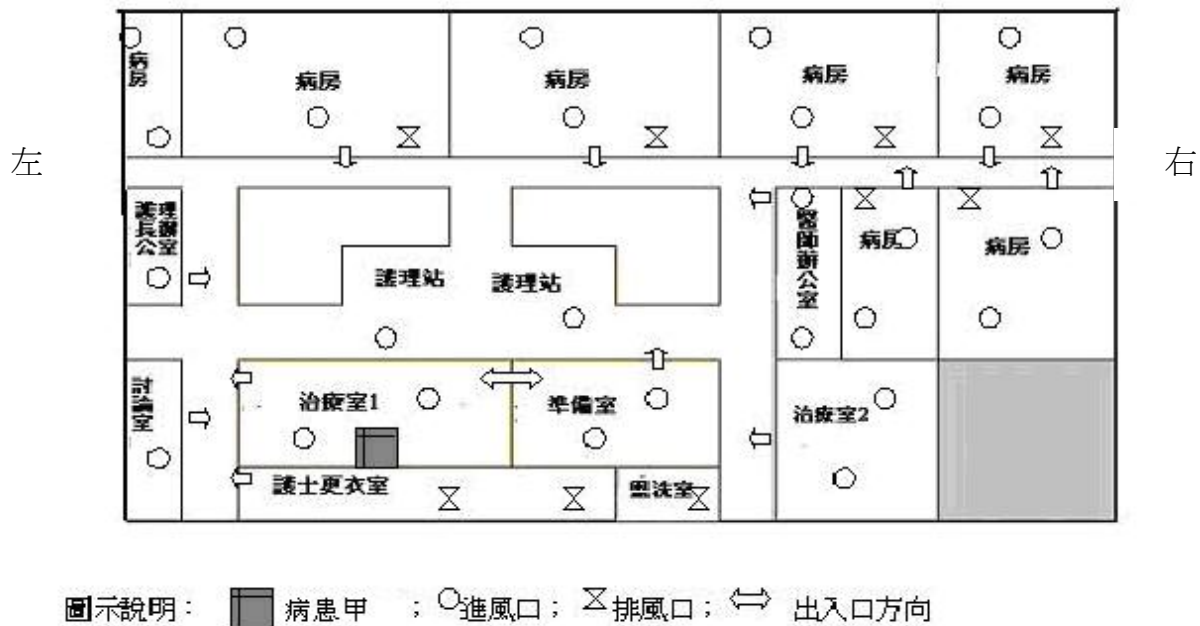 病房
病房
病房
病房
病房
左
右
護理長辦公室
護理站
護理站
醫師辦公室
病房
病房
討論室
治療室1
準備室
治療室2
護士更衣室
盥洗室
圖示說明： 病患甲 ； 進風口； 排風口； 出入口方向